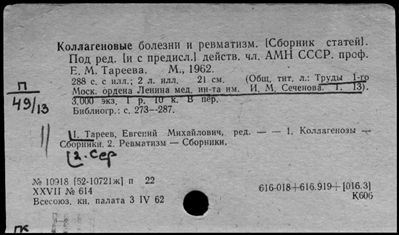 Коллагеновые болезни и ревматизм. [Сборник статей].
Под ред. [и с предисл.] действ. чл. АМН СССР. проф.
Е. М. Тареева. М., 1962.
288 с. с илл.; 2 л. илл. 21 см. (Общ. тит. л.: Труды 1-го
Моск. ордена Ленина мед. ин-та им. И. М. Сеченова. Т. 13).
3.000 экз. 1 р. 10 к. В пер.
Библиогр.: с. 273—287.
П
49/13
1. Тареев, Евгений Михайлович, ред. — — 1. Коллагенозы —
Сборники. 2. Ревматизм — Сборники.
2. Сер
№ 10918 [52-10721ж] п 22
XXVII № 614
Всесоюз. кн. палата 3 IV 62
616-018+616.919+[016.3]
К606
ПК